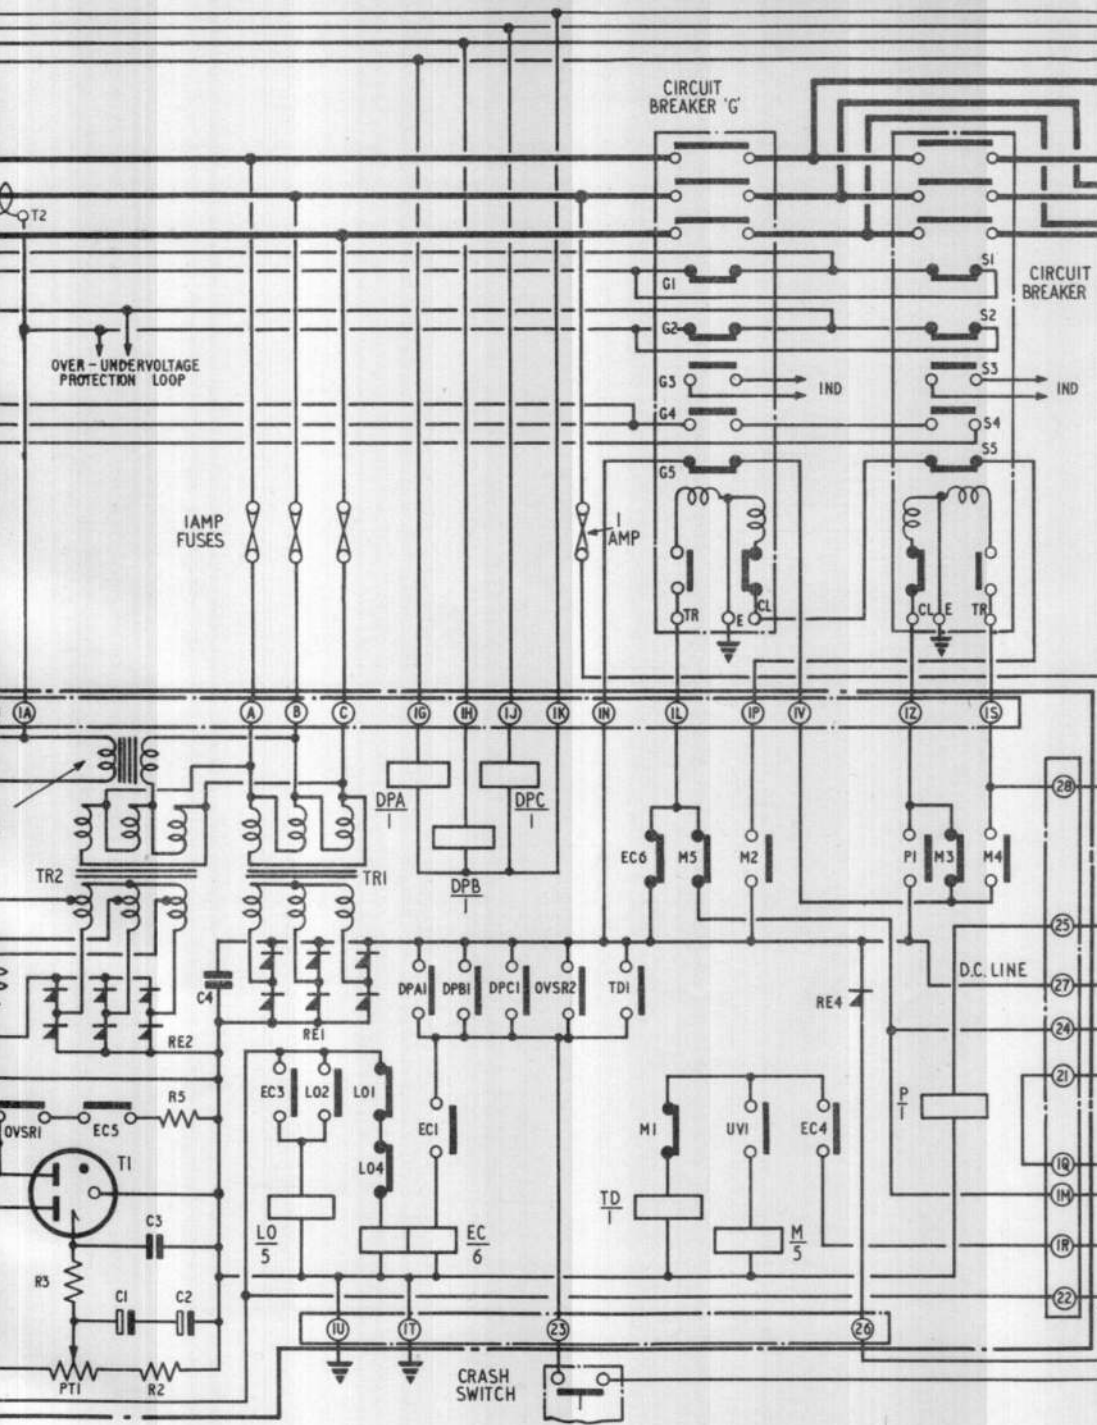 CIRCUIT
BREAKER 'G'
T2
G1
S1
CIRCUIT
BREAKER
G2
S2
OVER-UNDERVOLTAGE
PROTECTION LOOP
G3
IND
S3
IND
G4
S4
G5
S5
1AMP
FUSES
1
AMP
TR
E
CL
CL
E
TR
1A
A
B
C
1G
1H
1J
1K
1N
1L
1P
1V
1Z
1S
DPA
1
DPC
1
28
EC6
M5
M2
P1
M3
M4
TR2
TR1
DPB
1
25
D.C. LINE
C4
DPA1
DPB1
DPC1
OVSR2
TD1
RE4
27
RE2
RE1
24
EC3
LO2
LO1
21
R5
P
1
OVSR1
EC5
EC1
M1
UV1
EC4
T1
LO4
1Q
1M
TD
1
C3
LO
5
EC
6
M
5
1R
R3
C1
C2
22
1U
1T
23
26
PT1
R2
CRASH
SWITCH